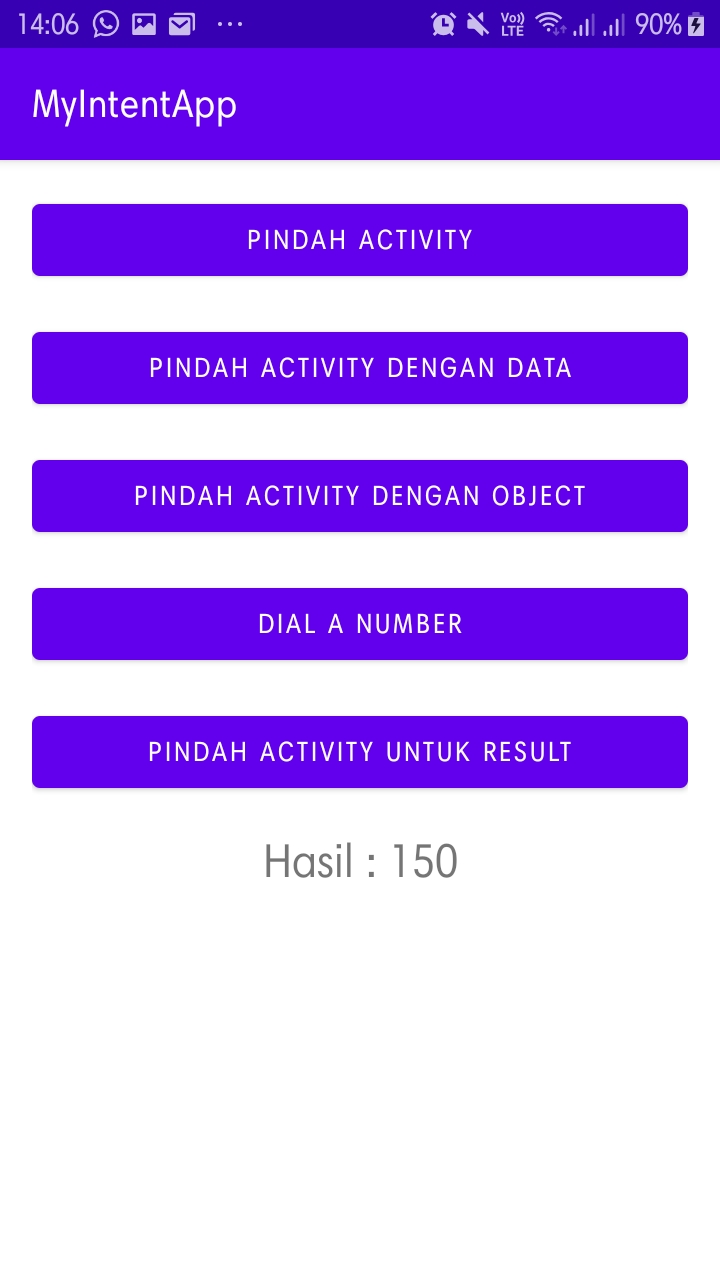 14:06 ... Vo)) LTE 90%
MyIntentApp
PINDAH ACTIVITY
PINDAH ACTIVITY DENGAN DATA
PINDAH ACTIVITY DENGAN OBJECT
DIAL A NUMBER
PINDAH ACTIVITY UNTUK RESULT
Hasil : 150